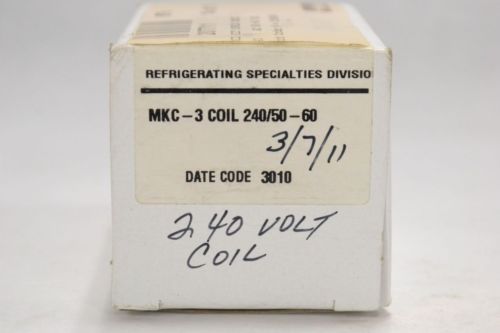 REFRIGERATING SPECIALTIES DIVISIO
MKC-3 COIL 240/50-60
3/7/11
DATE CODE 3010
240 VOLT
COIL